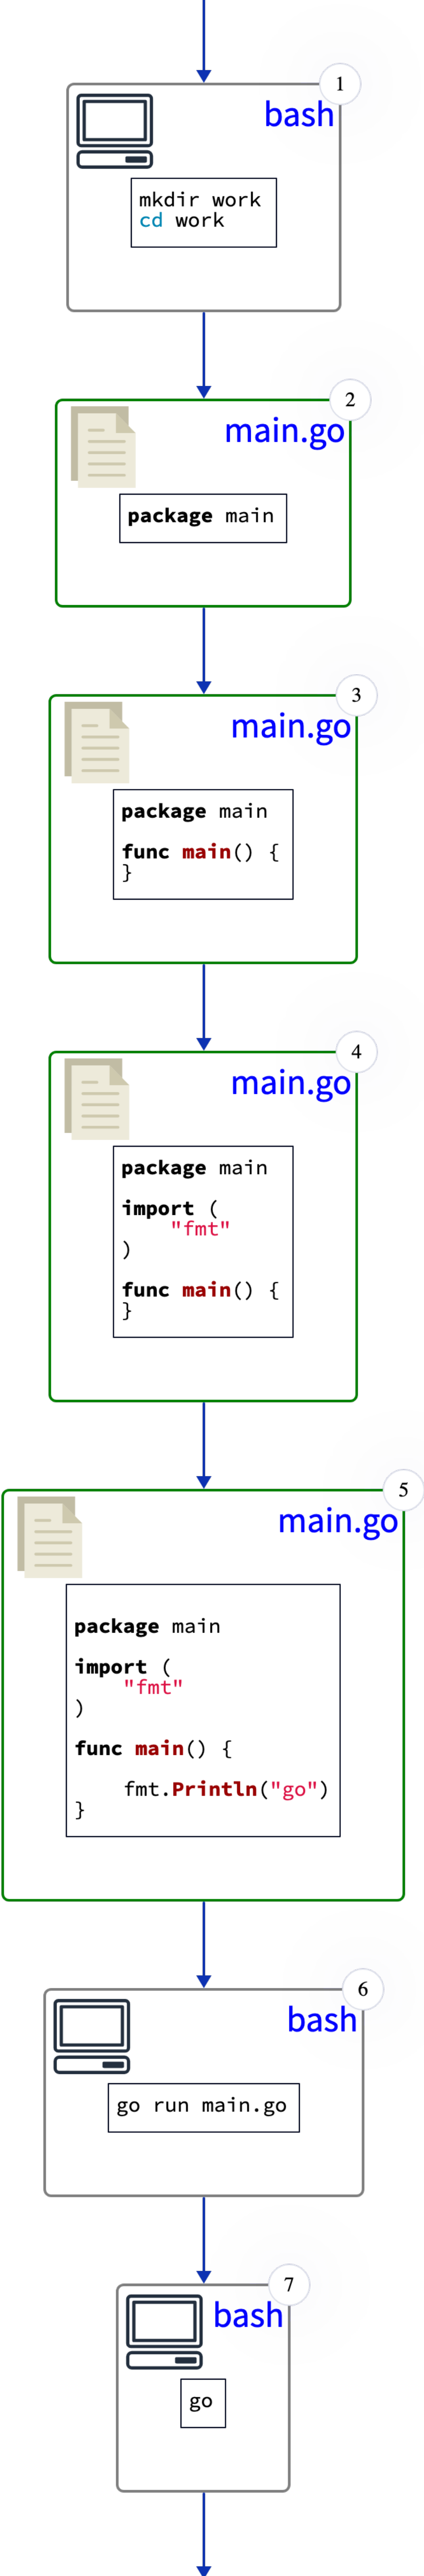 1
bash
mkdir work
cd work
2
main.go
package main
3
main.go
package main
func main() {
}
4
main.go
package main
import (
    "fmt"
)
func main() {
}
5
main.go
package main
import (
    "fmt"
)
func main() {
    fmt.Println("go")
}
6
bash
go run main.go
7
bash
go